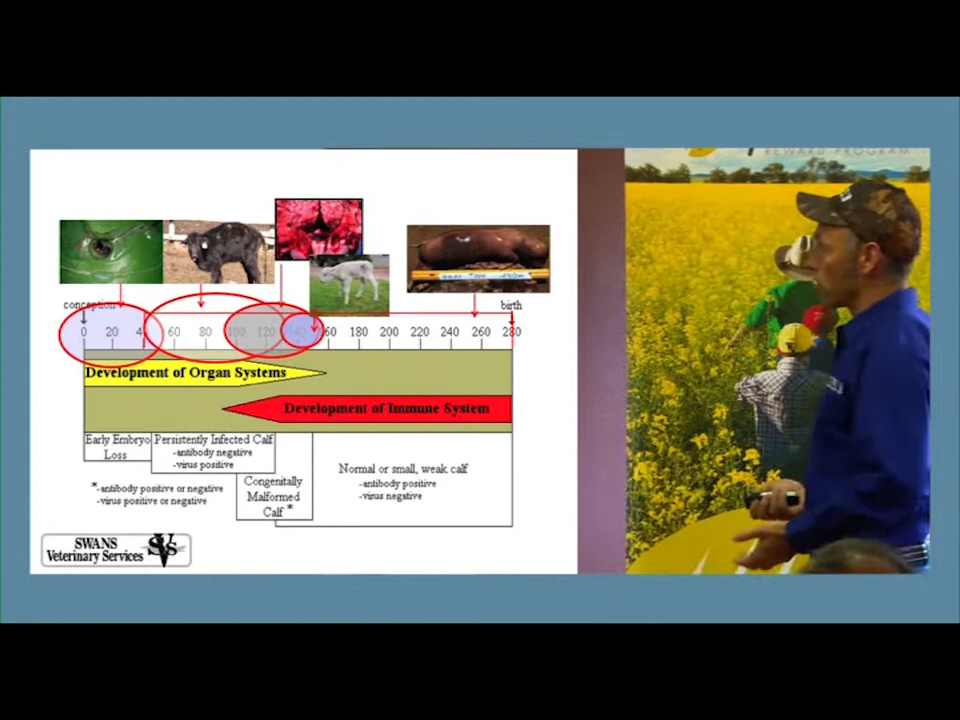 REWARD PROGRAM
conception
birth
0 20 40 60 80 100 120 140 160 180 200 220 240 260 280
Development of Organ Systems
Development of Immune System
Early Embryo
Loss
Persistently Infected Calf
-antibody negative
-virus positive
Congenitally
Malformed
Calf *
Normal or small, weak calf
-antibody positive
-virus negative
*-antibody positive or negative
-virus positive or negative
SWANS
Veterinary Services
SVS